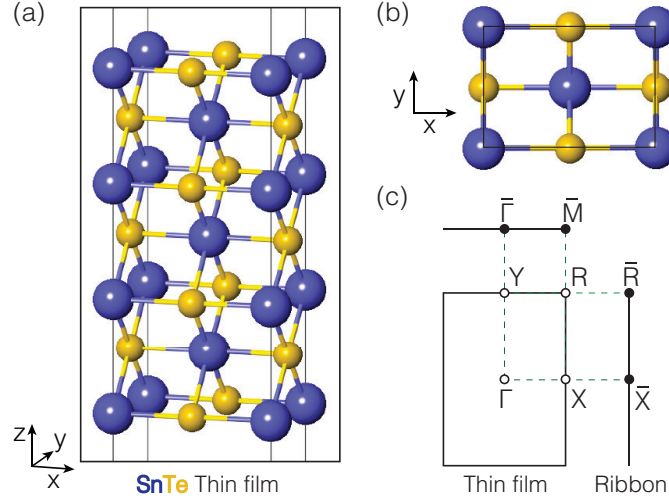 (a)
z
y
x
SnTe Thin film
(b)
y
x
(c)
Γ̄
M̄
Y
R
R̄
Γ
X
X̄
Thin film
Ribbon